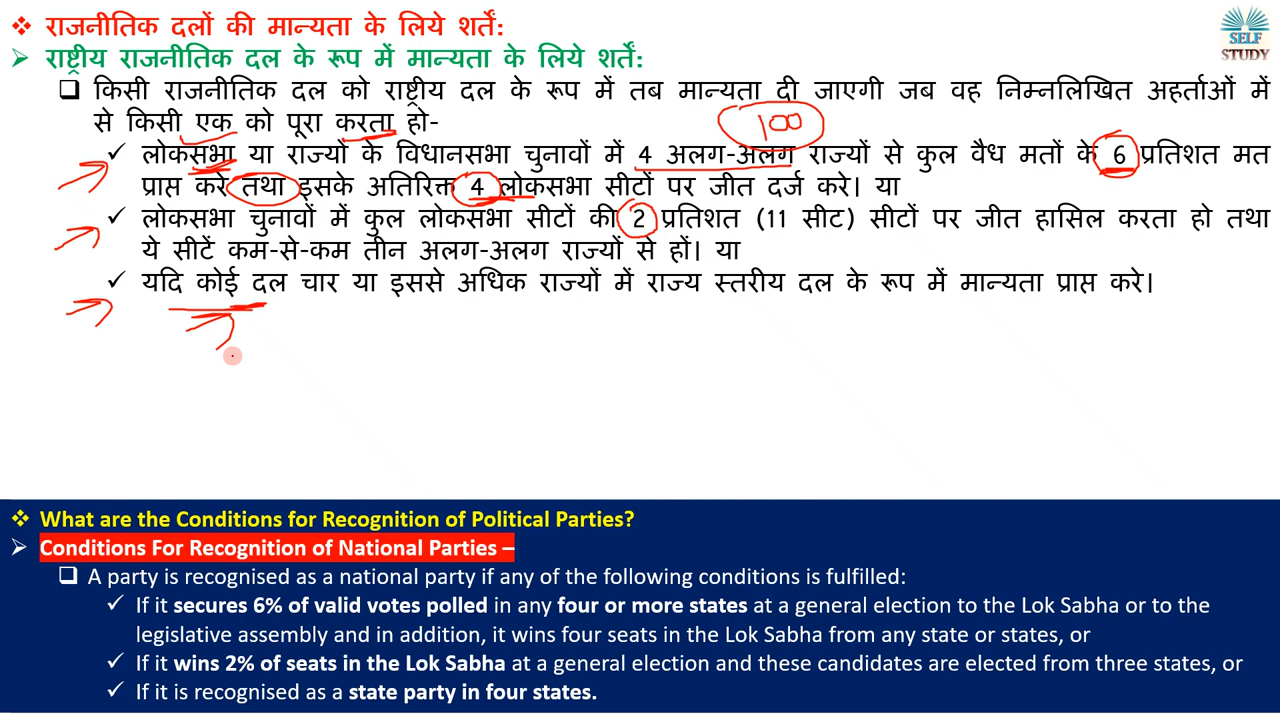 ❖ राजनीतिक दलों की मान्यता के लिये शर्तें:
SELF
STUDY
➢ राष्ट्रीय राजनीतिक दल के रूप में मान्यता के लिये शर्तें:
❑ किसी राजनीतिक दल को राष्ट्रीय दल के रूप में तब मान्यता दी जाएगी जब वह निम्नलिखित अहर्ताओं में
से किसी एक को पूरा करता हो-
100
✓ लोकसभा या राज्यों के विधानसभा चुनावों में 4 अलग-अलग राज्यों से कुल वैध मतों के 6 प्रतिशत मत
प्राप्त करे तथा इसके अतिरिक्त 4 लोकसभा सीटों पर जीत दर्ज करे। या
✓ लोकसभा चुनावों में कुल लोकसभा सीटों की 2 प्रतिशत (11 सीट) सीटों पर जीत हासिल करता हो तथा
ये सीटें कम-से-कम तीन अलग-अलग राज्यों से हों। या
✓ यदि कोई दल चार या इससे अधिक राज्यों में राज्य स्तरीय दल के रूप में मान्यता प्राप्त करे।
❖ What are the Conditions for Recognition of Political Parties?
➢ Conditions For Recognition of National Parties –
❑ A party is recognised as a national party if any of the following conditions is fulfilled:
✓ If it secures 6% of valid votes polled in any four or more states at a general election to the Lok Sabha or to the
legislative assembly and in addition, it wins four seats in the Lok Sabha from any state or states, or
✓ If it wins 2% of seats in the Lok Sabha at a general election and these candidates are elected from three states, or
✓ If it is recognised as a state party in four states.